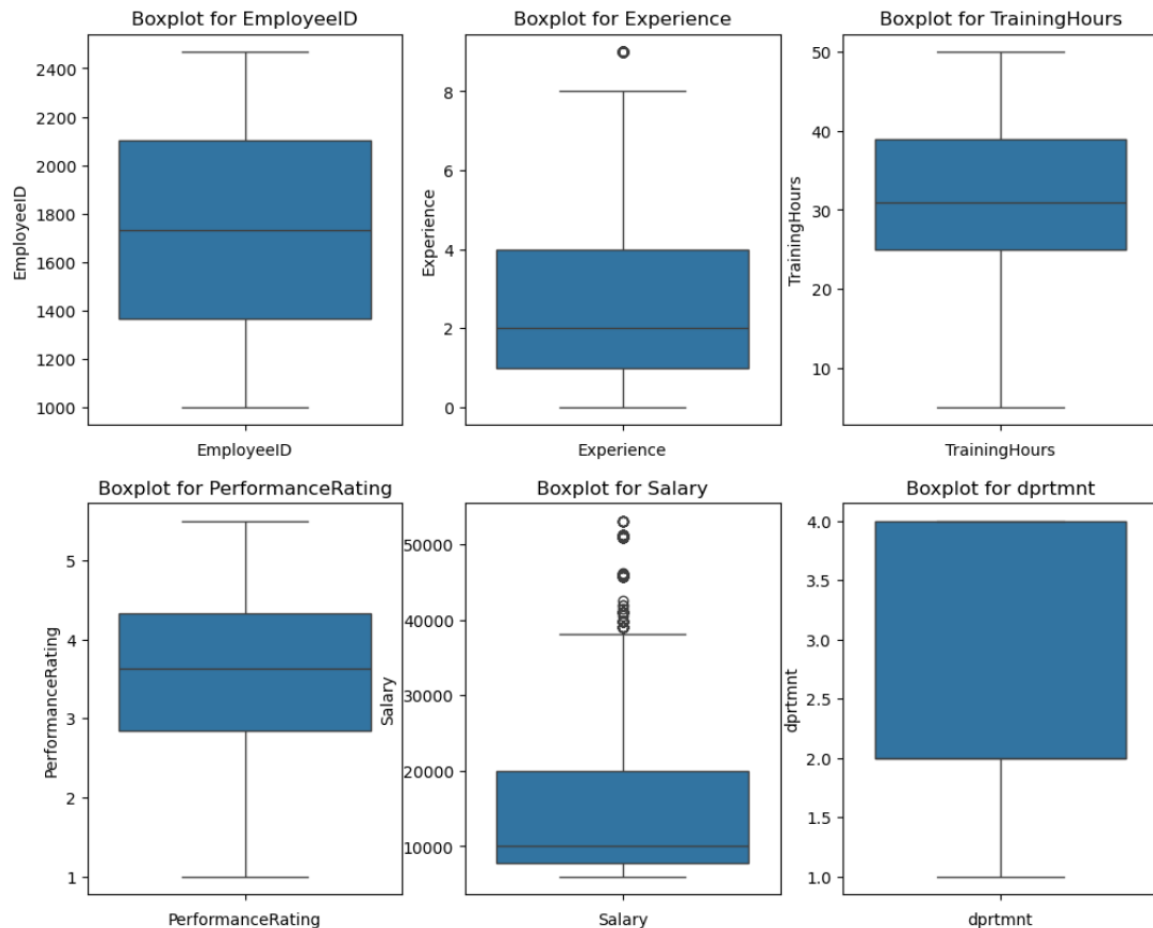 Boxplot for EmployeeID
2400
2200
2000
1800
1600
1400
1200
1000
EmployeeID
EmployeeID
Boxplot for Experience
8
6
4
2
0
Experience
Experience
Boxplot for TrainingHours
50
40
30
20
10
TrainingHours
TrainingHours
Boxplot for PerformanceRating
5
4
3
2
1
PerformanceRating
PerformanceRating
Boxplot for Salary
50000
40000
30000
20000
10000
Salary
Salary
Boxplot for dprtmnt
4.0
3.5
3.0
2.5
2.0
1.5
1.0
dprtmnt
dprtmnt